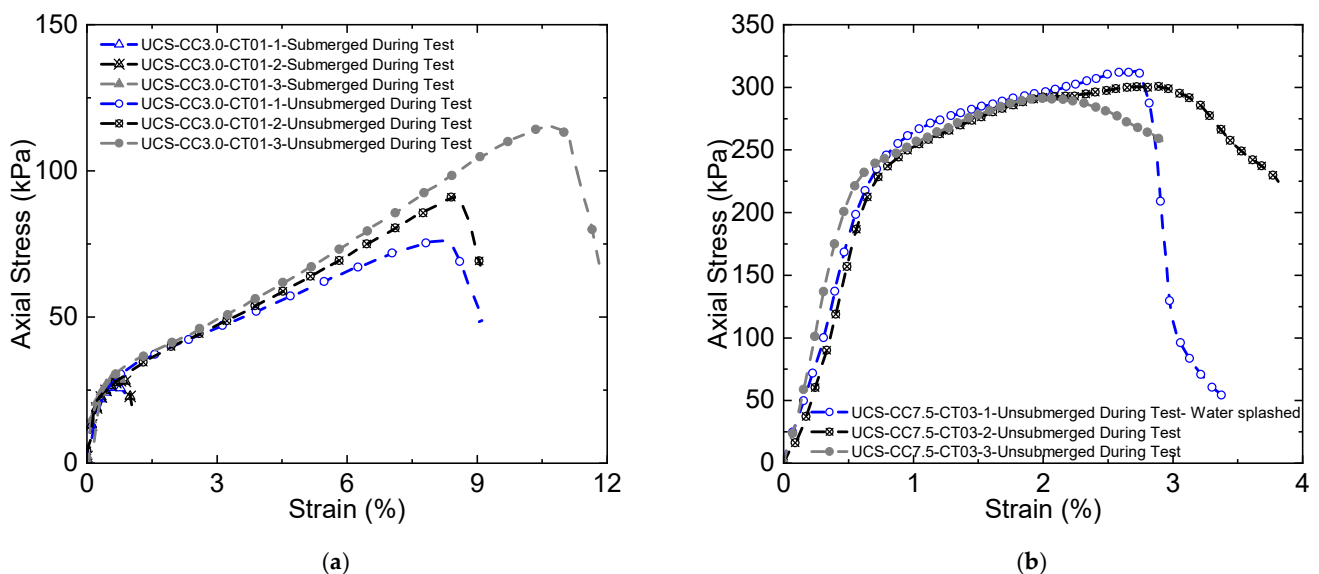 150
100
50
0
Axial Stress (kPa)
UCS-CC3.0-CT01-1-Submerged During Test
UCS-CC3.0-CT01-2-Submerged During Test
UCS-CC3.0-CT01-3-Submerged During Test
UCS-CC3.0-CT01-1-Unsubmerged During Test
UCS-CC3.0-CT01-2-Unsubmerged During Test
UCS-CC3.0-CT01-3-Unsubmerged During Test
0 3 6 9 12
Strain (%)
(a)
350
300
250
200
150
100
50
0
Axial Stress (kPa)
UCS-CC7.5-CT03-1-Unsubmerged During Test- Water splashed
UCS-CC7.5-CT03-2-Unsubmerged During Test
UCS-CC7.5-CT03-3-Unsubmerged During Test
0 1 2 3 4
Strain (%)
(b)